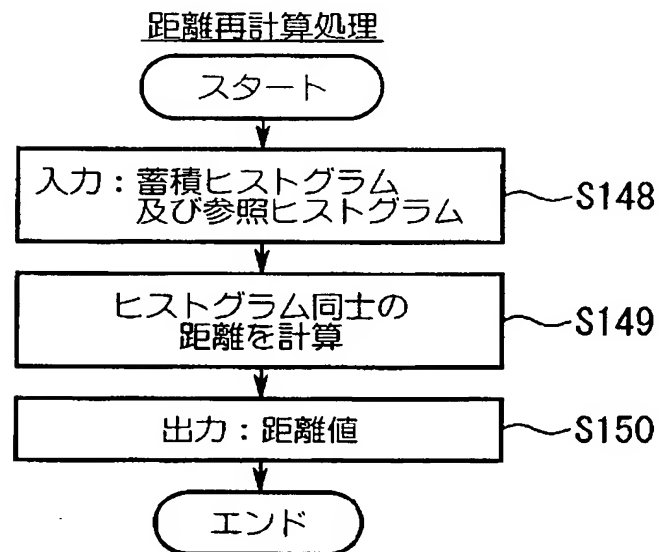 距離再計算処理
スタート
入力：蓄積ヒストグラム
及び参照ヒストグラム
S148
ヒストグラム同士の
距離を計算
S149
出力：距離値
S150
エンド